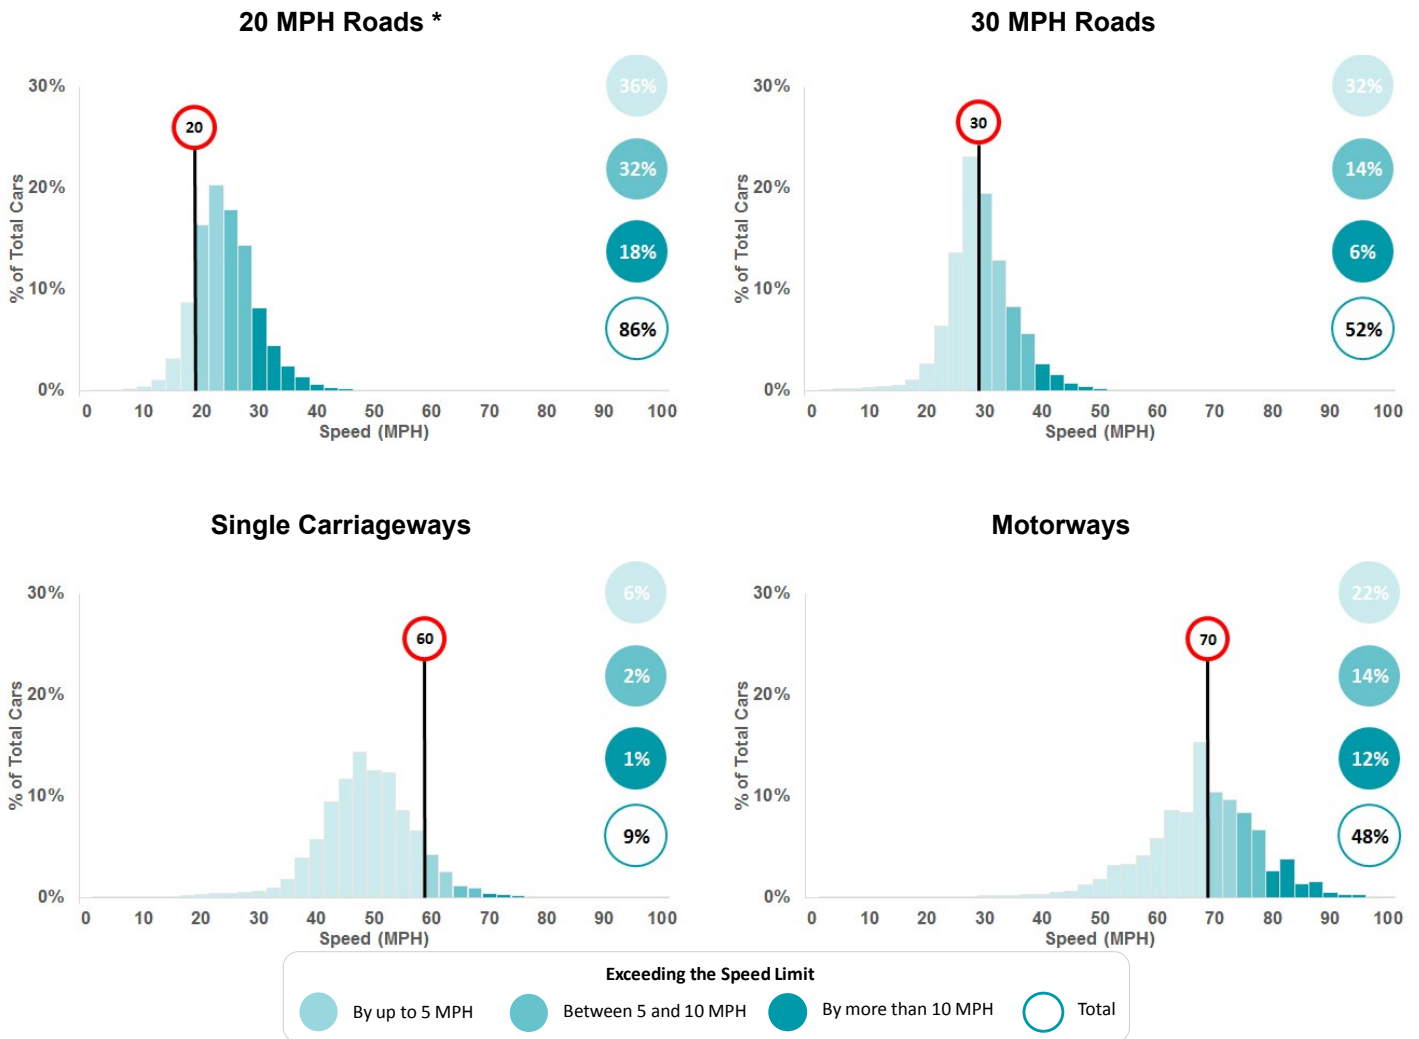 20 MPH Roads *
30%
20%
10%
0%
% of Total Cars
20
0 10 20 30 40 50 60 70 80 90 100
Speed (MPH)
36%
32%
18%
86%
30 MPH Roads
30%
20%
10%
0%
% of Total Cars
30
0 10 20 30 40 50 60 70 80 90 100
Speed (MPH)
32%
14%
6%
52%
Single Carriageways
30%
20%
10%
0%
% of Total Cars
60
0 10 20 30 40 50 60 70 80 90 100
Speed (MPH)
6%
2%
1%
9%
Motorways
30%
20%
10%
0%
% of Total Cars
70
0 10 20 30 40 50 60 70 80 90 100
Speed (MPH)
22%
14%
12%
48%
Exceeding the Speed Limit
By up to 5 MPH Between 5 and 10 MPH By more than 10 MPH Total